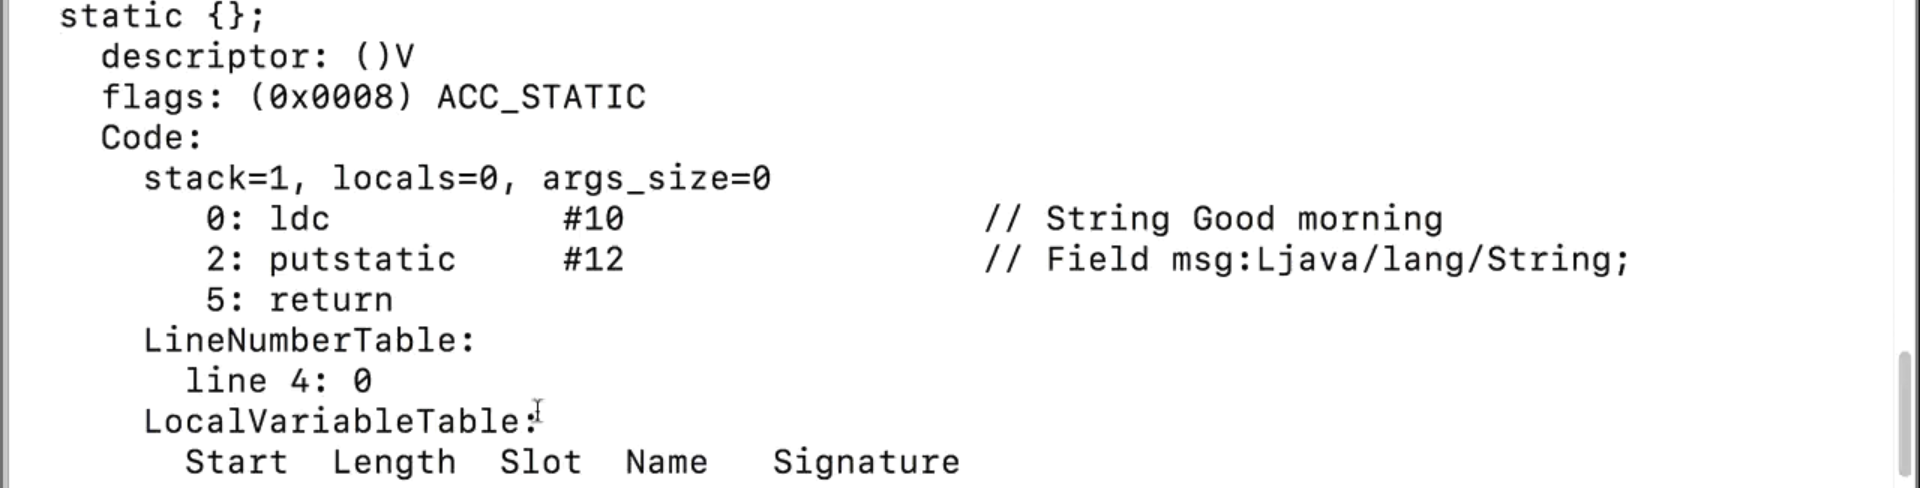 static {};
descriptor: ()V
flags: (0x0008) ACC_STATIC
Code:
stack=1, locals=0, args_size=0
0: ldc #10 // String Good morning
2: putstatic #12 // Field msg:Ljava/lang/String;
5: return
LineNumberTable:
line 4: 0
LocalVariableTable:
Start Length Slot Name Signature